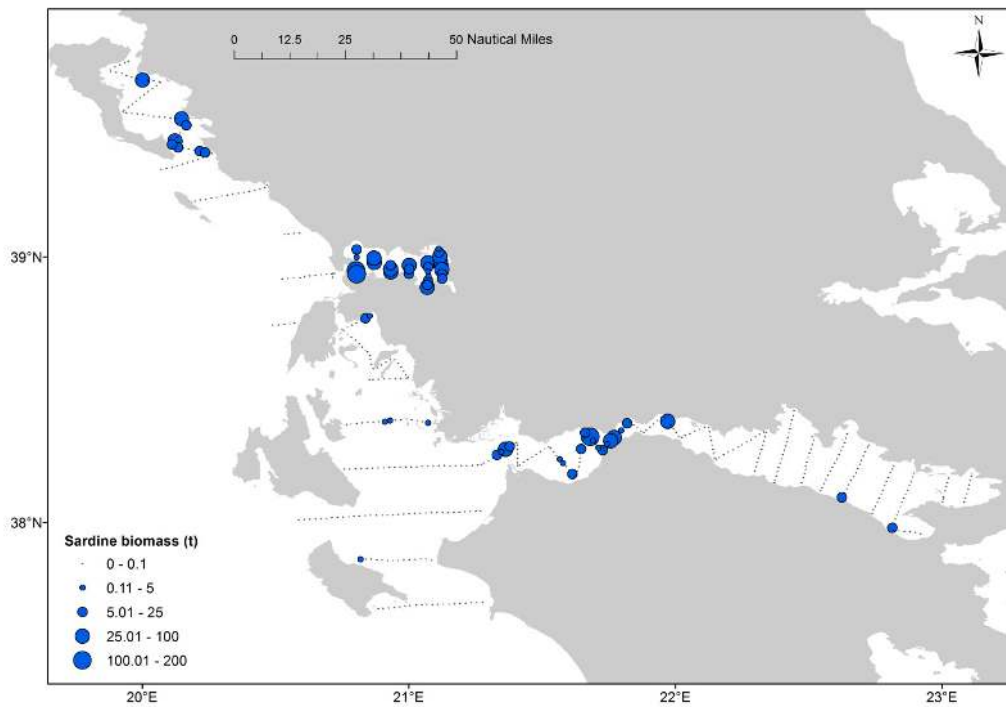 0 12.5 25 50 Nautical Miles
N
39°N
38°N
Sardine biomass (t)
0 - 0.1
0.11 - 5
5.01 - 25
25.01 - 100
100.01 - 200
20°E 21°E 22°E 23°E